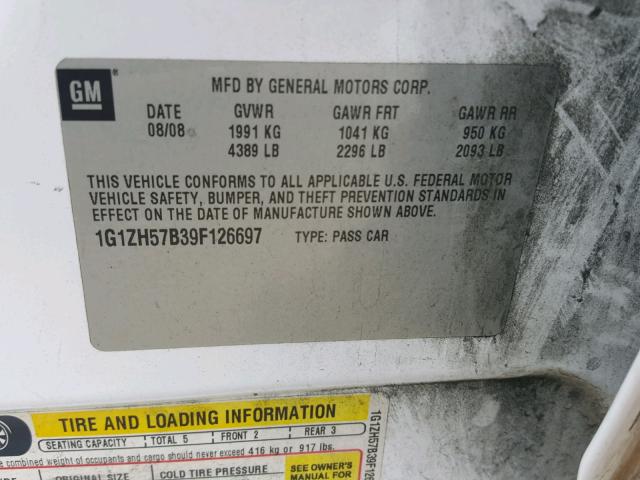 GM
MFD BY GENERAL MOTORS CORP.
DATE GVWR GAWR FRT GAWR RR
08/08 1991 KG 1041 KG 950 KG
4389 LB 2296 LB 2093 LB
THIS VEHICLE CONFORMS TO ALL APPLICABLE U.S. FEDERAL MOTOR
VEHICLE SAFETY, BUMPER, AND THEFT PREVENTION STANDARDS IN
EFFECT ON THE DATE OF MANUFACTURE SHOWN ABOVE.
1G1ZH57B39F126697 TYPE: PASS CAR
TIRE AND LOADING INFORMATION
SEATING CAPACITY TOTAL 5 FRONT 2 REAR 3
combined weight of occupants and cargo should never exceed 416 kg or 917 lbs.
ORIGINAL SIZE COLD TIRE PRESSURE
SEE OWNER'S
MANUAL FOR
1G1ZH57B39F126